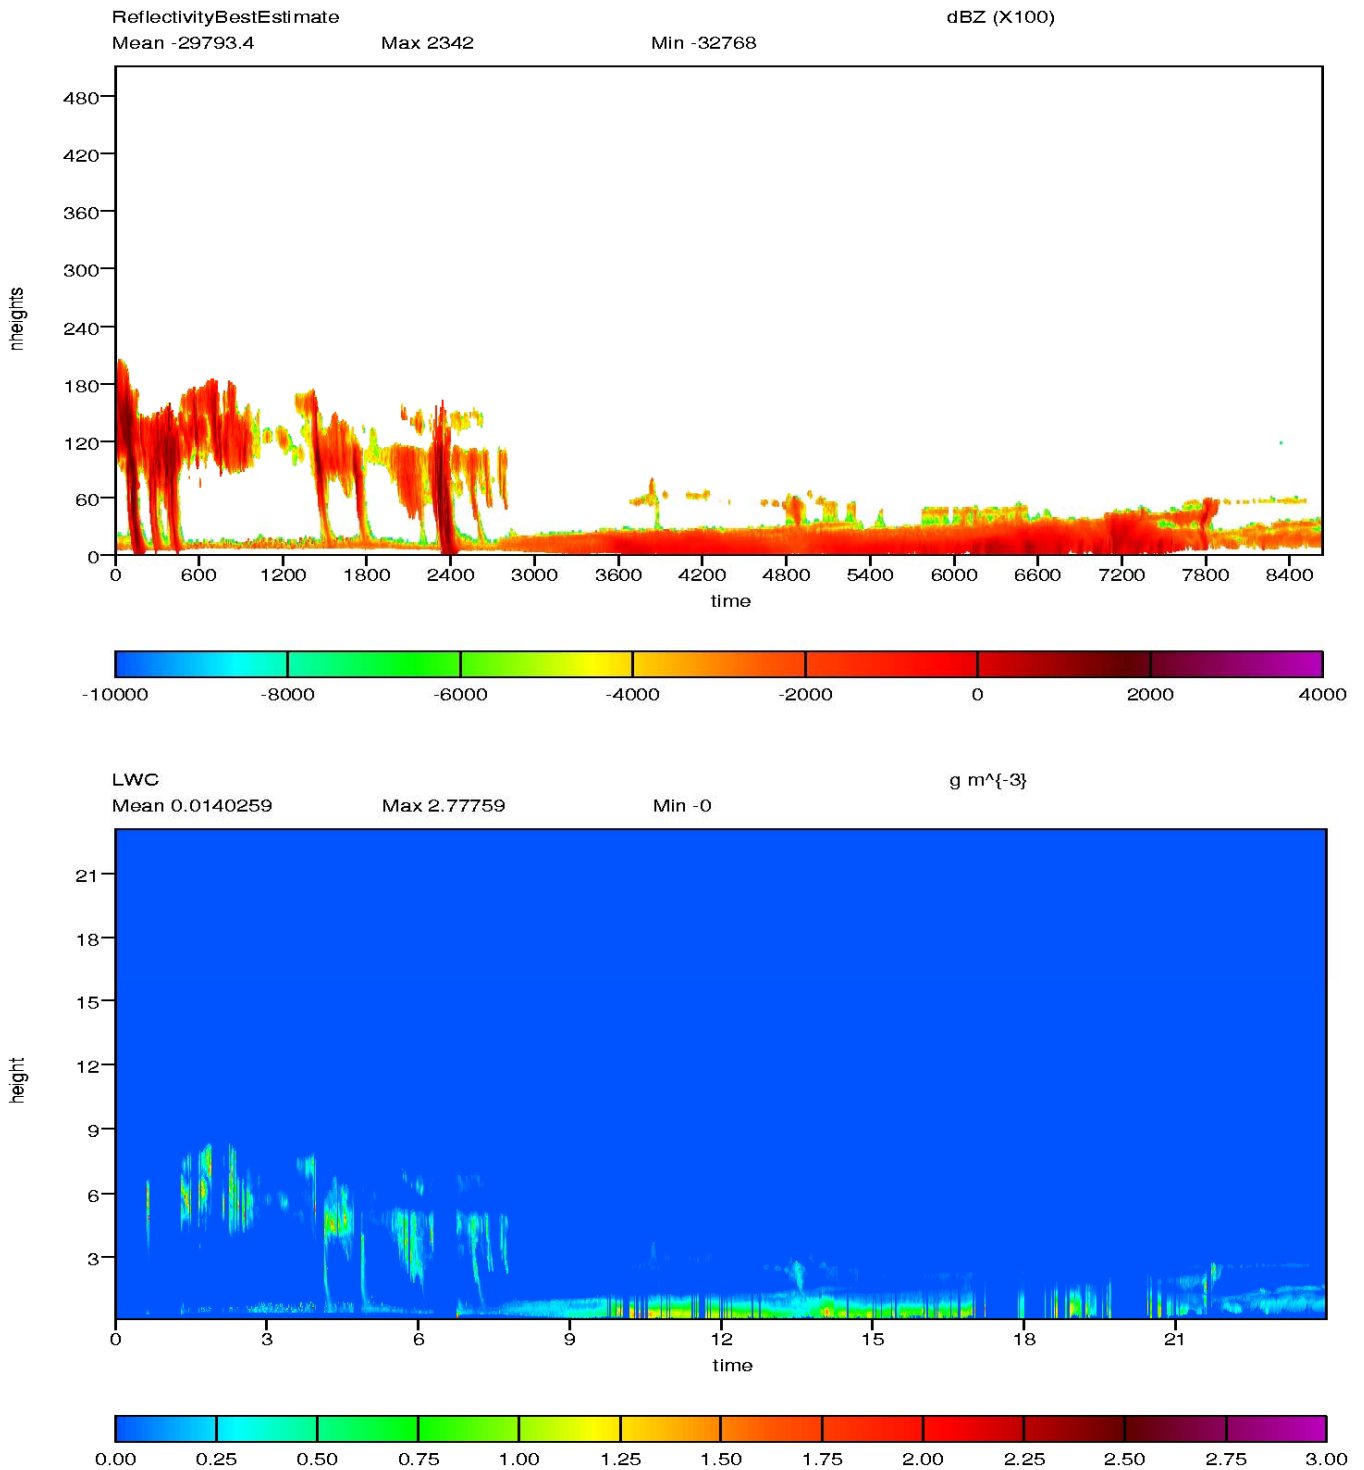 ReflectivityBestEstimate dBZ (X100)
Mean -29793.4 Max 2342 Min -32768
480
420
360
300
240
180
120
60
0
nheights
0 600 1200 1800 2400 3000 3600 4200 4800 5400 6000 6600 7200 7800 8400
time
-10000 -8000 -6000 -4000 -2000 0 2000 4000
LWC g m^{-3}
Mean 0.0140259 Max 2.77759 Min -0
21
18
15
12
9
6
3
height
0 3 6 9 12 15 18 21
time
0.00 0.25 0.50 0.75 1.00 1.25 1.50 1.75 2.00 2.25 2.50 2.75 3.00